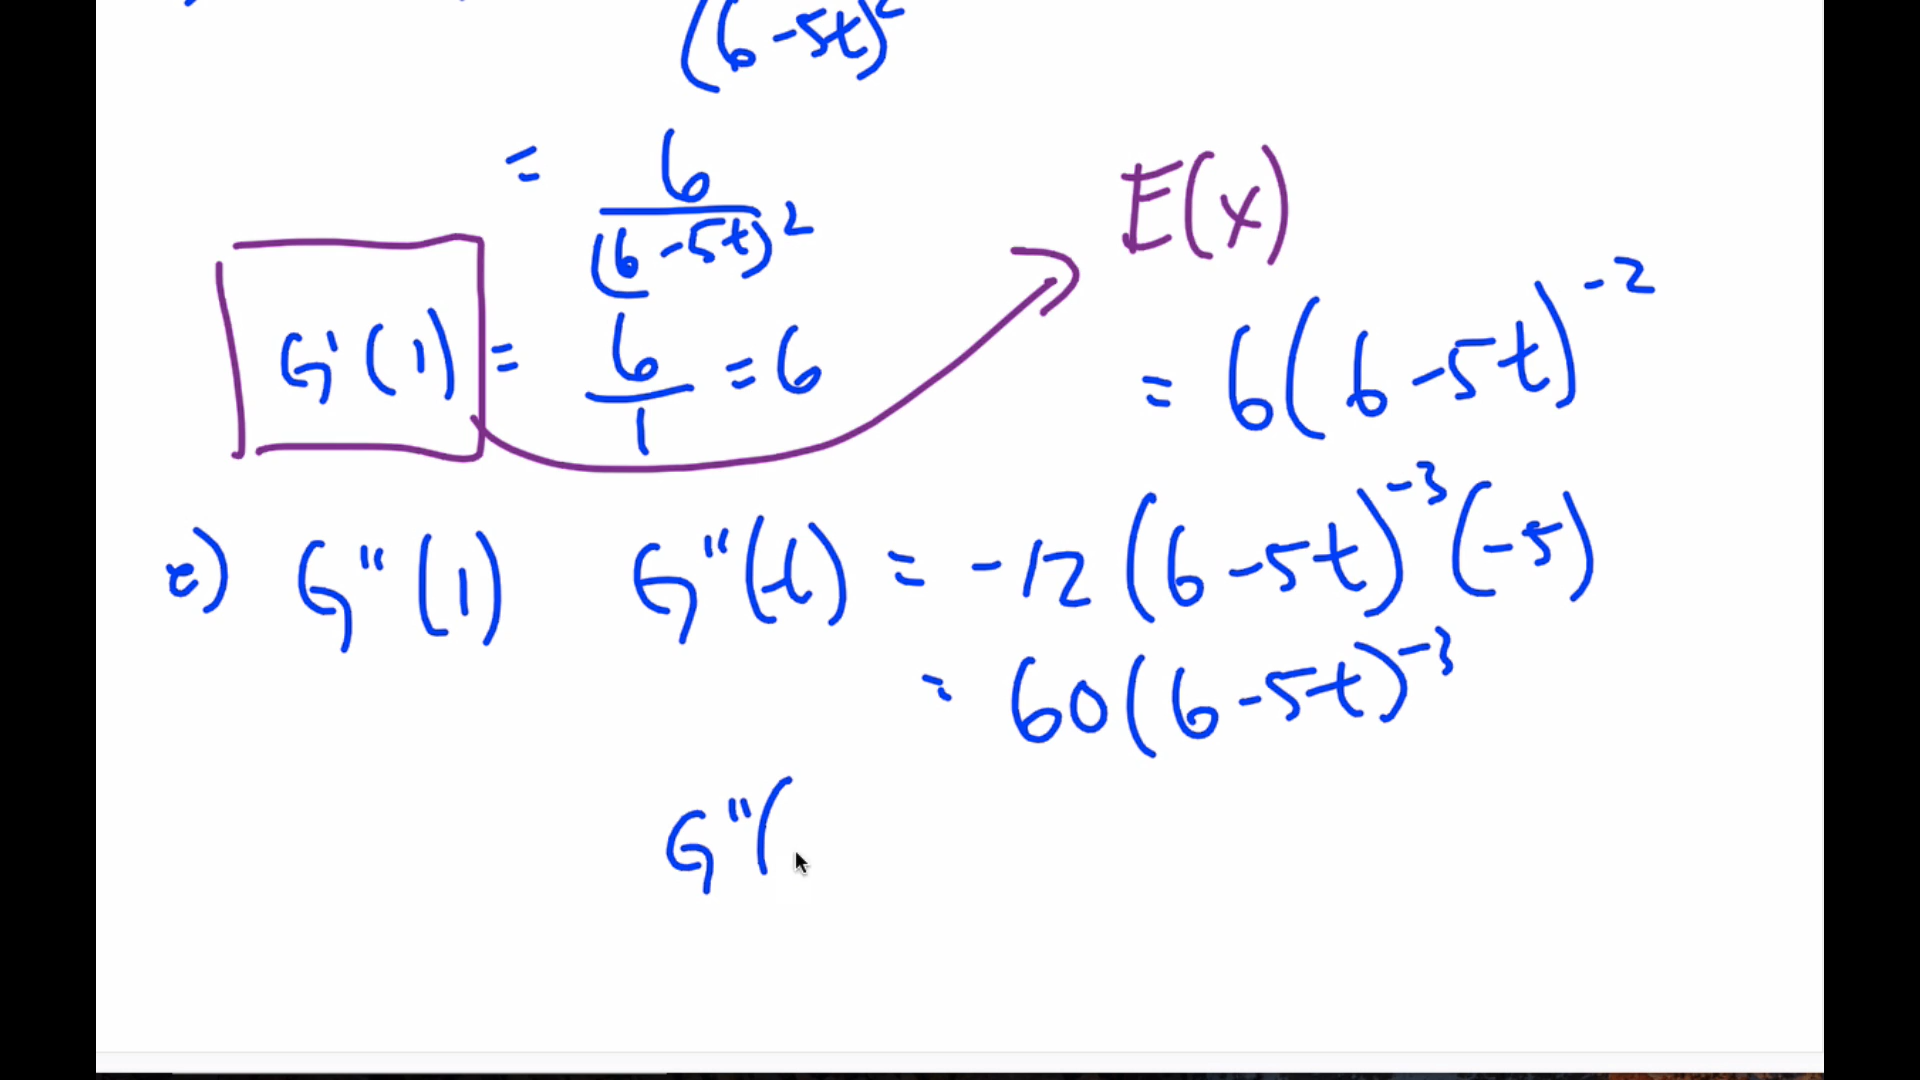 (6-5t)²
= 6/(6-5t)²
E(x)
= 6(6-5t)⁻²
G'(1) = 6/1 = 6
c) G"(1) G"(t) = -12(6-5t)⁻³(-5)
= 60(6-5t)⁻³
G"(